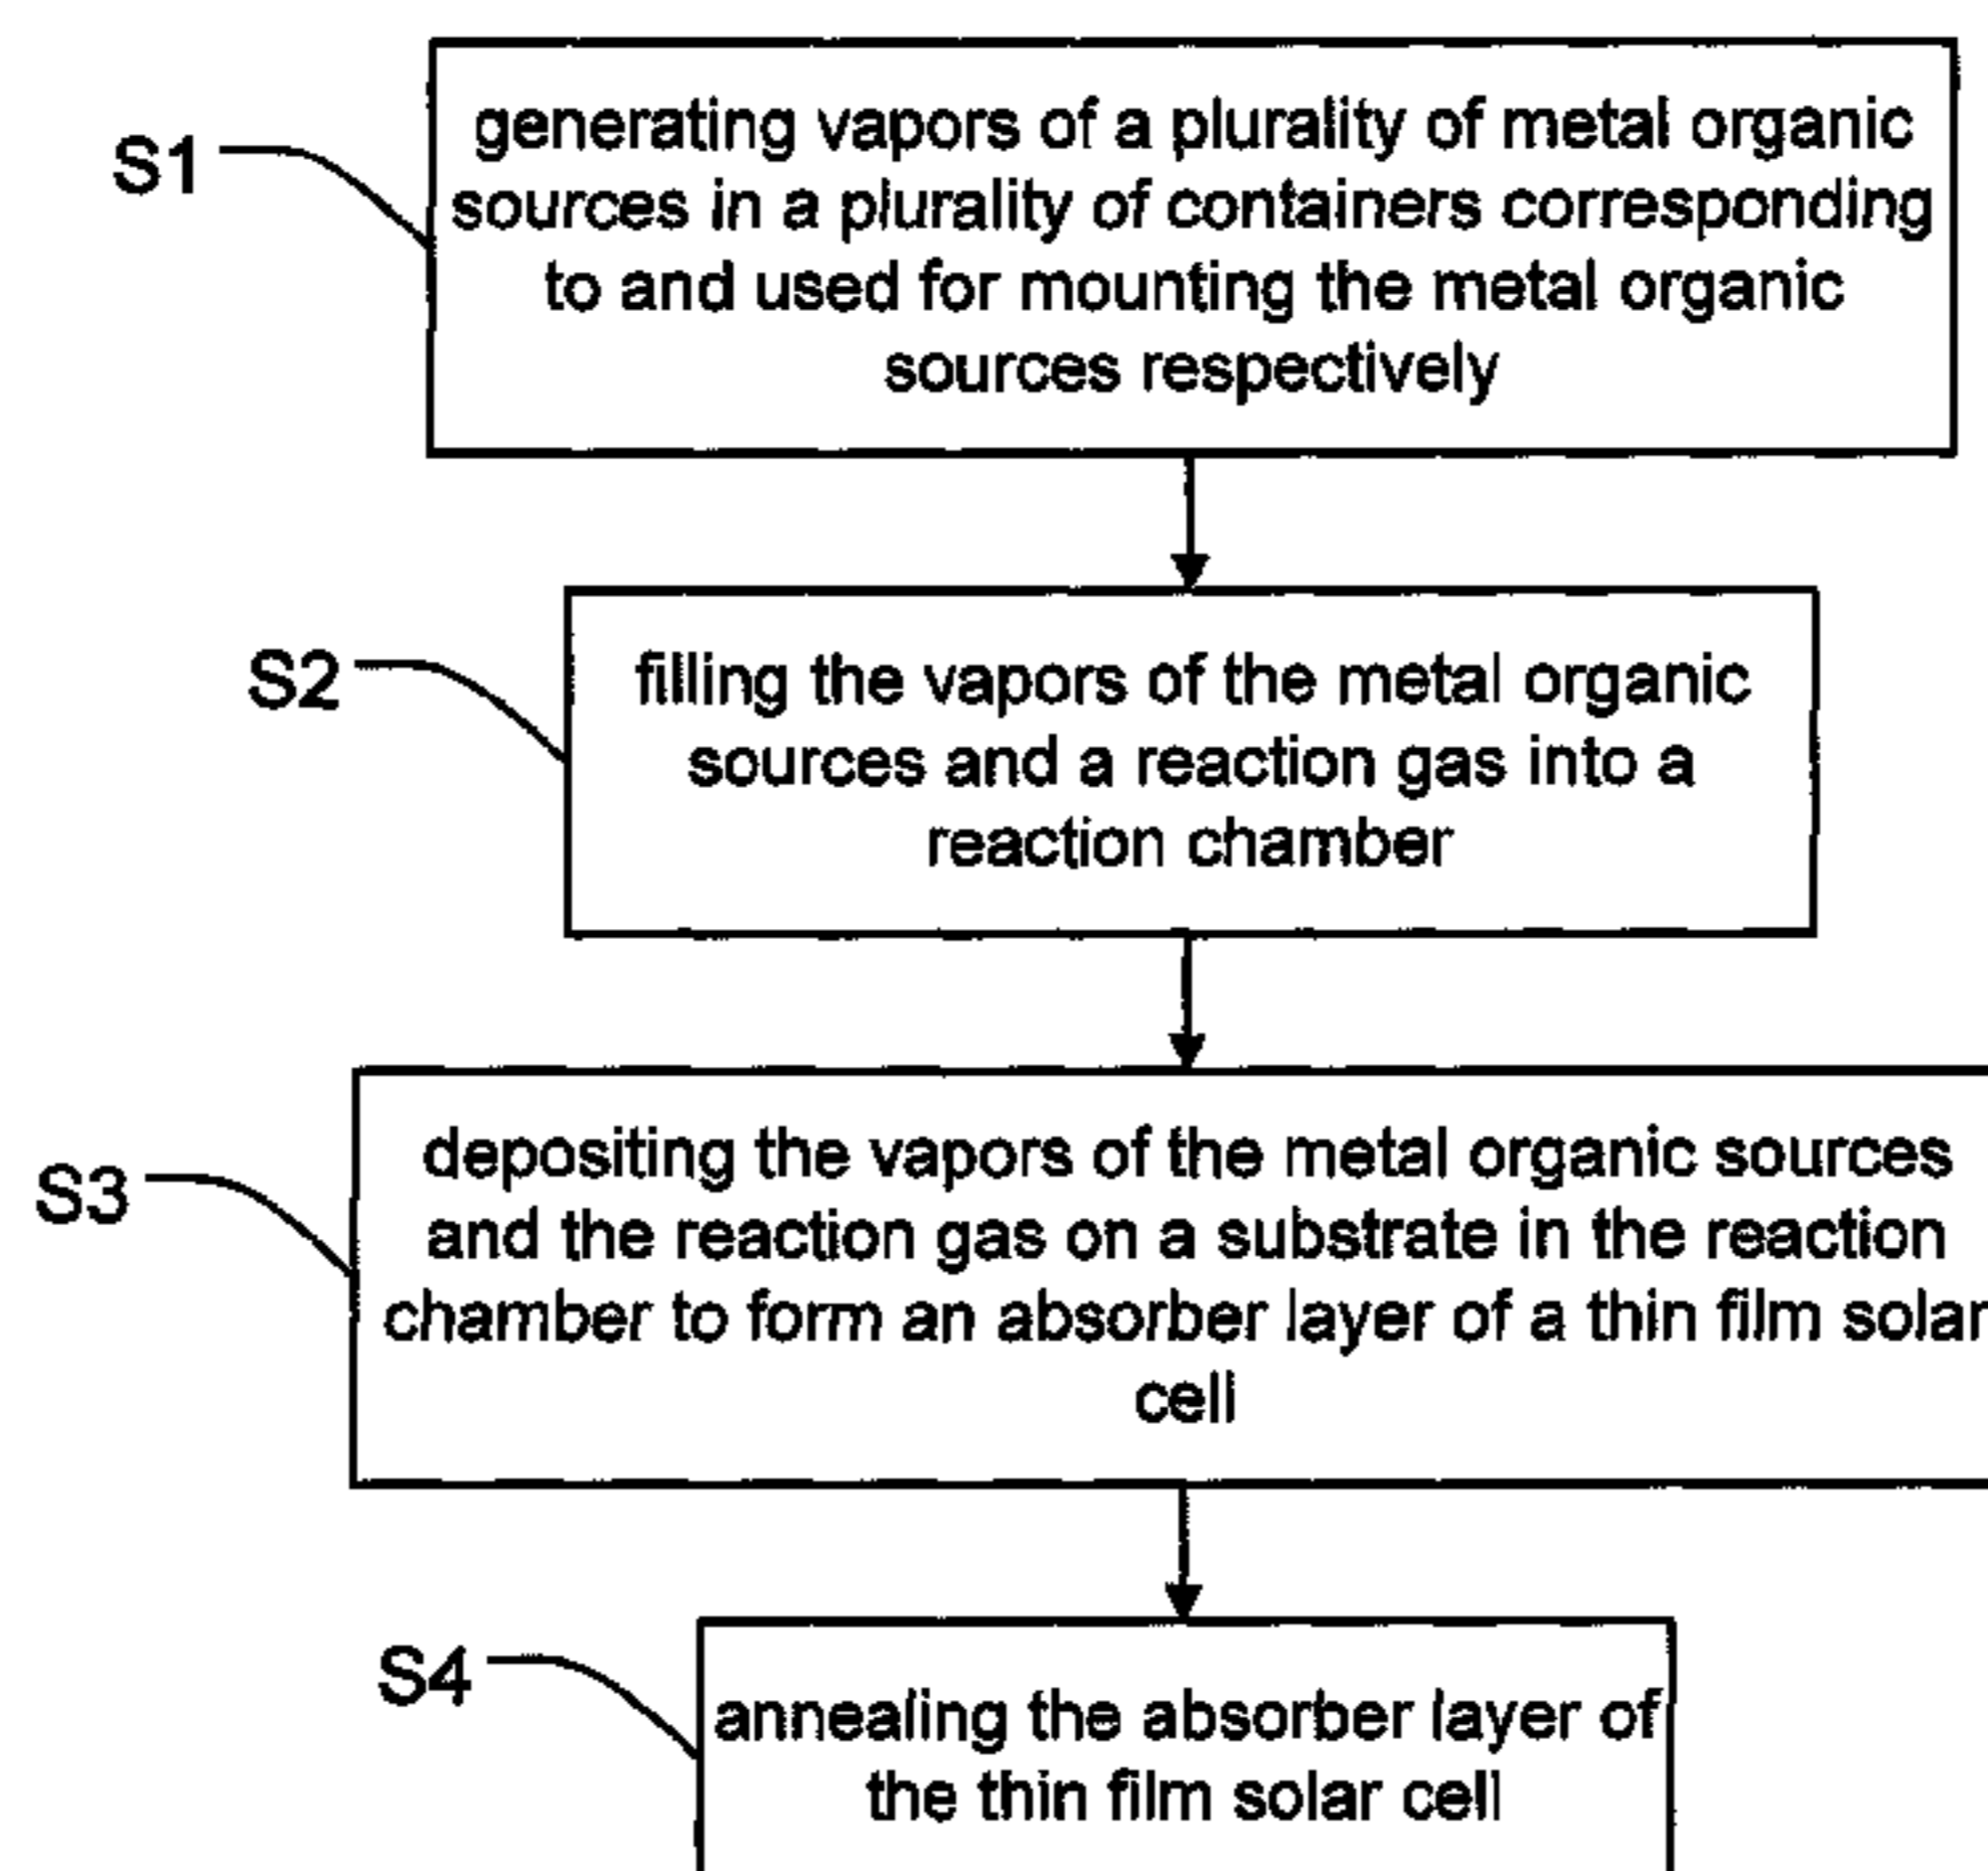 S1
generating vapors of a plurality of metal organic
sources in a plurality of containers corresponding
to and used for mounting the metal organic
sources respectively
S2
filling the vapors of the metal organic
sources and a reaction gas into a
reaction chamber
S3
depositing the vapors of the metal organic sources
and the reaction gas on a substrate in the reaction
chamber to form an absorber layer of a thin film solar
cell
S4
annealing the absorber layer of
the thin film solar cell